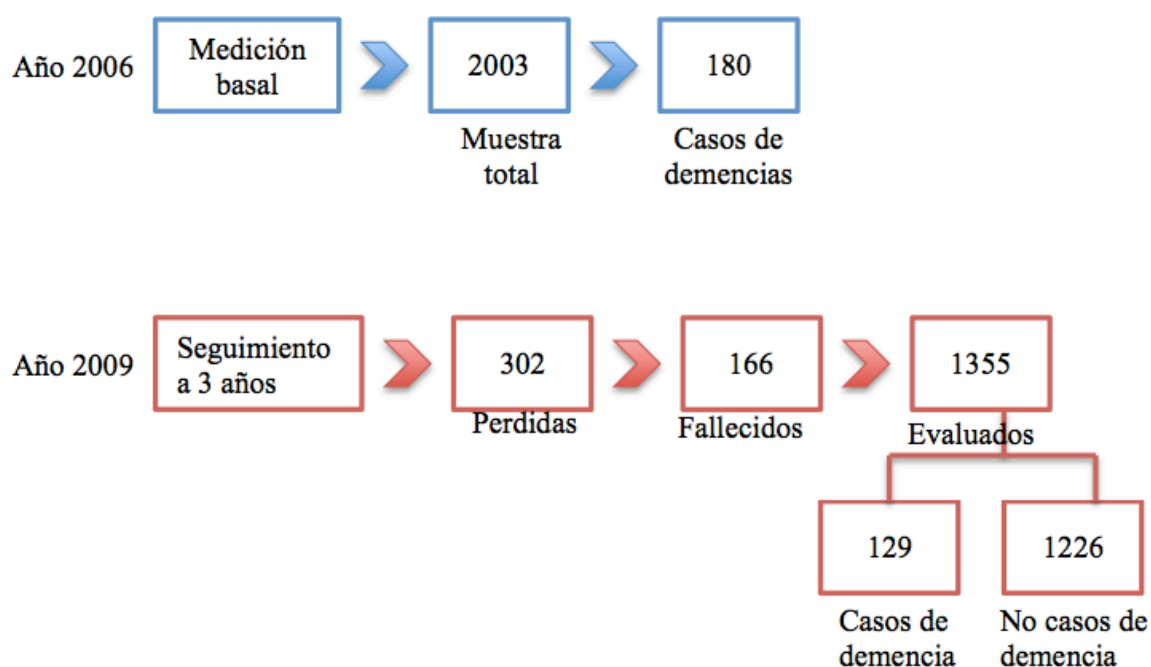 Año 2006
Medición
basal
2003
180
Muestra
total
Casos de
demencias
Año 2009
Seguimiento
a 3 años
302
166
1355
Perdidas
Fallecidos
Evaluados
129
1226
Casos de
demencia
No casos de
demencia